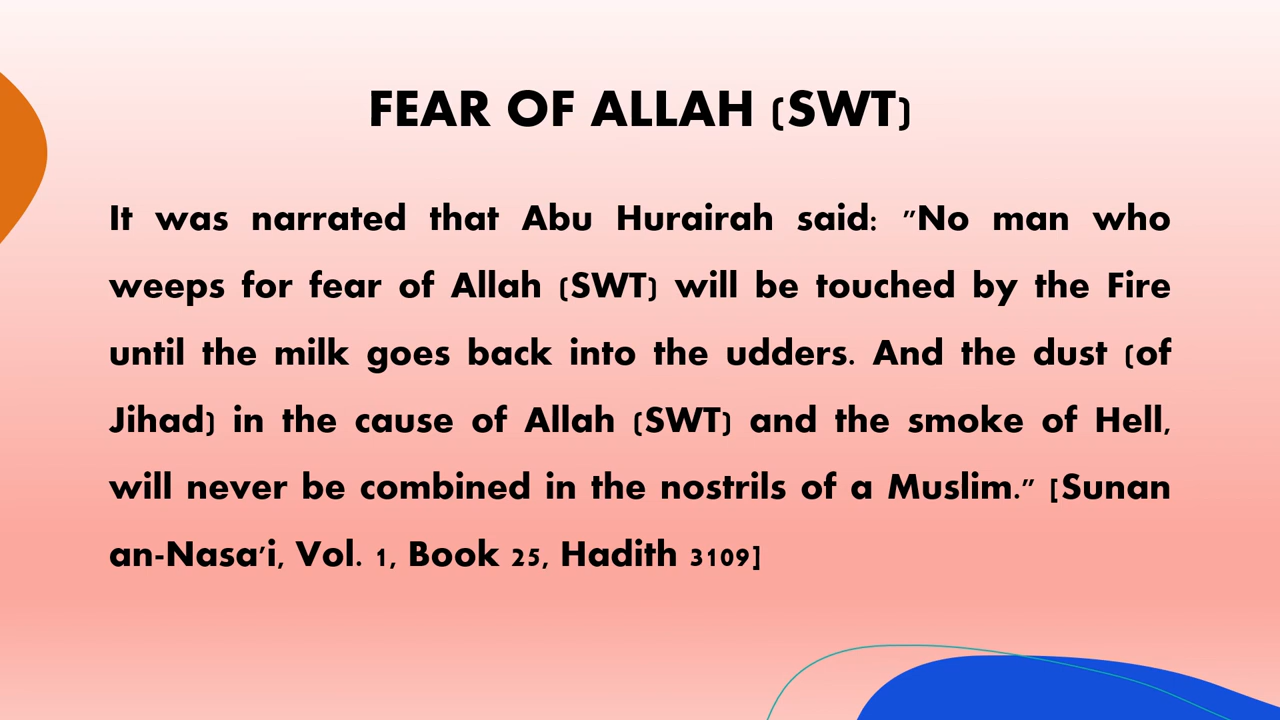 FEAR OF ALLAH (SWT)
It was narrated that Abu Hurairah said: "No man who
weeps for fear of Allah (SWT) will be touched by the Fire
until the milk goes back into the udders. And the dust (of
Jihad) in the cause of Allah (SWT) and the smoke of Hell,
will never be combined in the nostrils of a Muslim." [Sunan
an-Nasa'i, Vol. 1, Book 25, Hadith 3109]